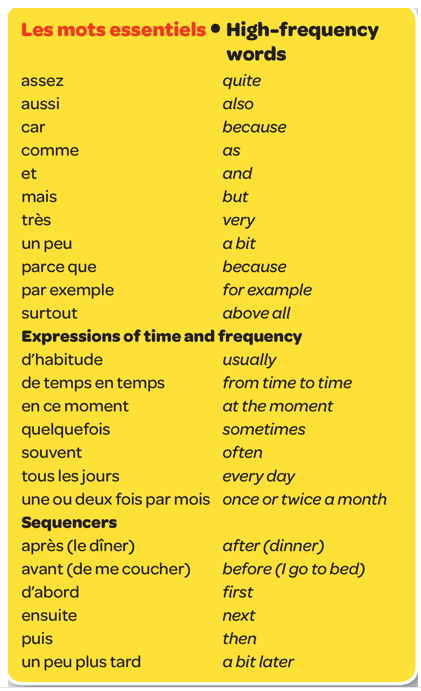 Les mots essentiels • High-frequency
words
assez quite
aussi also
car because
comme as
et and
mais but
très very
un peu a bit
parce que because
par exemple for example
surtout above all
Expressions of time and frequency
d'habitude usually
de temps en temps from time to time
en ce moment at the moment
quelquefois sometimes
souvent often
tous les jours every day
une ou deux fois par mois once or twice a month
Sequencers
après (le dîner) after (dinner)
avant (de me coucher) before (I go to bed)
d'abord first
ensuite next
puis then
un peu plus tard a bit later